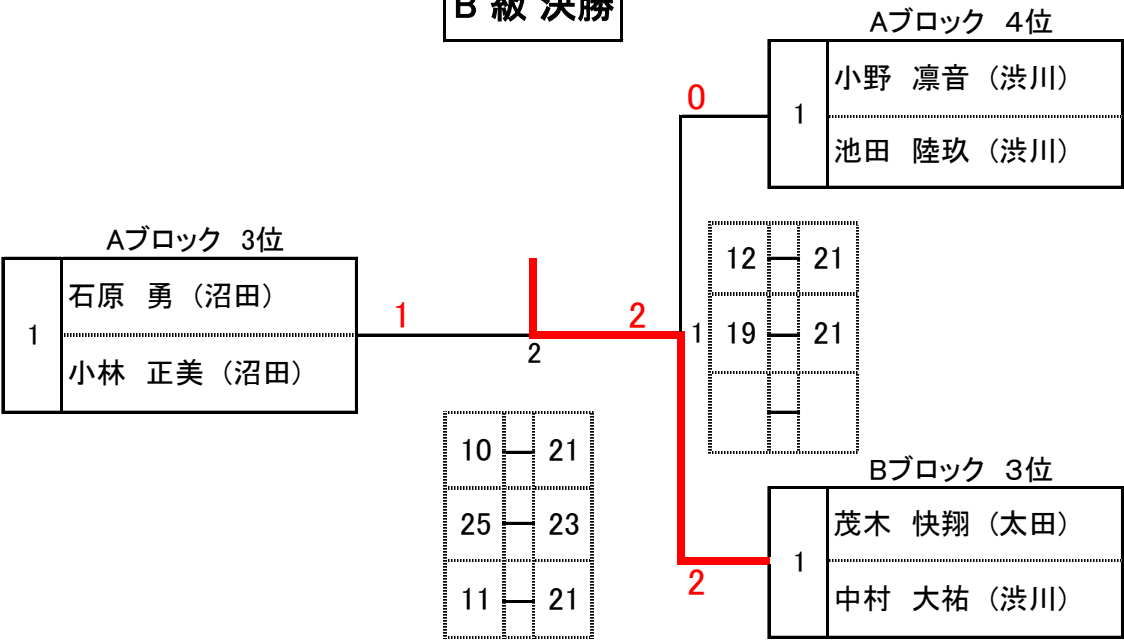 B 級 決勝
Aブロック 4位
1
小野 凛音（渋川）
池田 陸玖（渋川）
0
Aブロック 3位
1
石原 勇（沼田）
小林 正美（沼田）
1
2
2
1
12 ― 21
19 ― 21
―
10 ― 21
25 ― 23
11 ― 21
Bブロック 3位
1
茂木 快翔（太田）
中村 大祐（渋川）
2